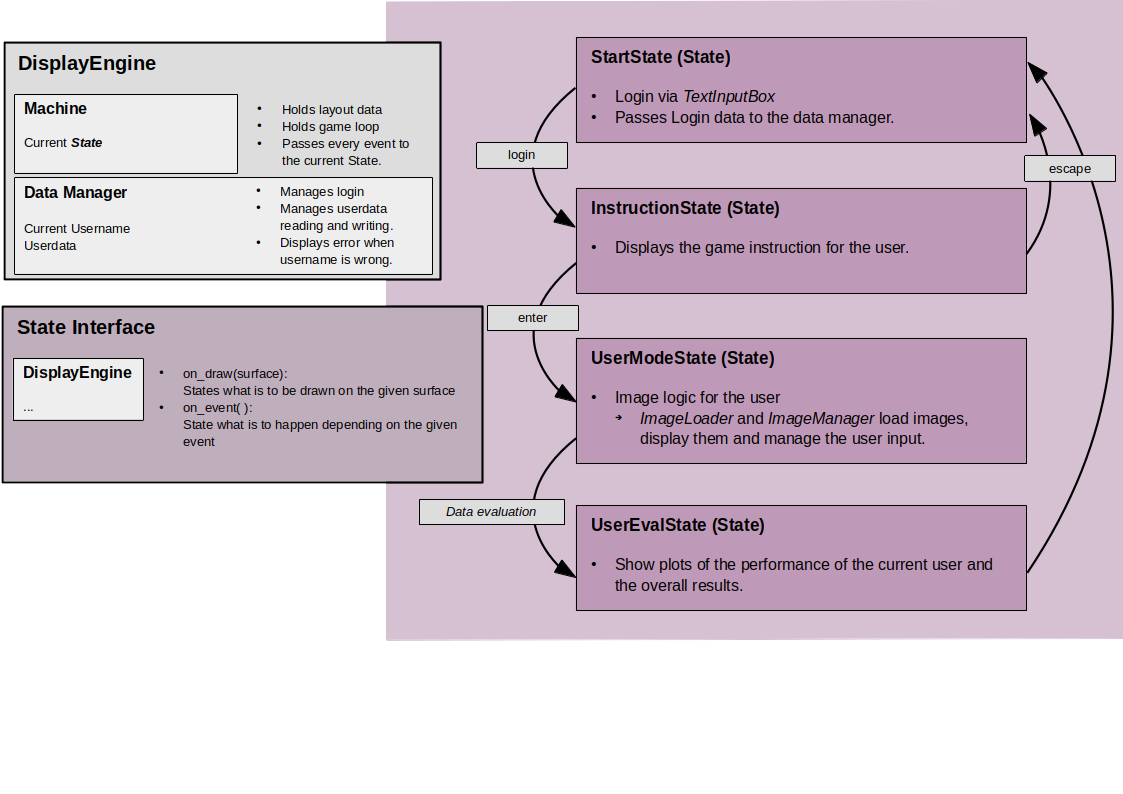 DisplayEngine
Machine
Current State
• Holds layout data
• Holds game loop
• Passes every event to
the current State.
Data Manager
Current Username
Userdata
• Manages login
• Manages userdata
reading and writing.
• Displays error when
username is wrong.
State Interface
DisplayEngine
...
• on_draw(surface):
States what is to be drawn on the given surface
• on_event( ):
State what is to happen depending on the given
event
StartState (State)
• Login via TextInputBox
• Passes Login data to the data manager.
login
escape
InstructionState (State)
• Displays the game instruction for the user.
enter
UserModeState (State)
• Image logic for the user
➔ ImageLoader and ImageManager load images,
display them and manage the user input.
Data evaluation
UserEvalState (State)
• Show plots of the performance of the current user and
the overall results.